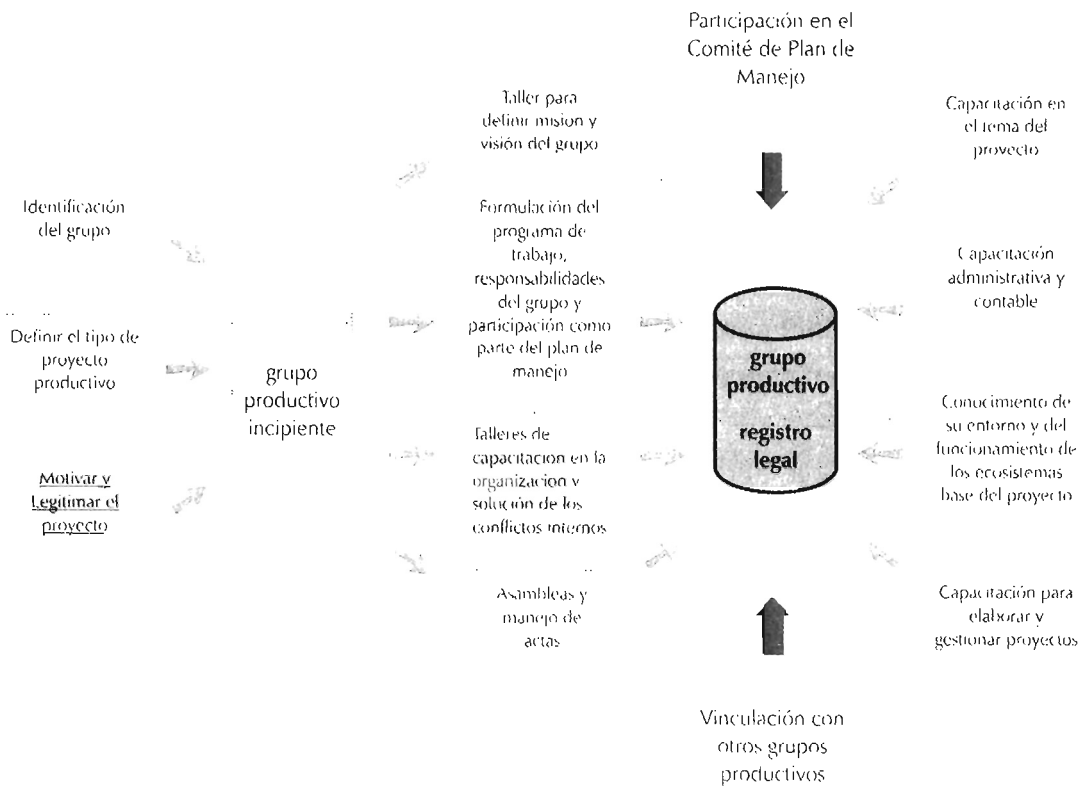 Participación en el
Comité de Plan de
Manejo
Identificación
del grupo
Definir el tipo de
proyecto
productivo
Motivar y
Legitimar el
proyecto
grupo
productivo
incipiente
Taller para
definir mision y
visión del grupo
Formulación del
programa de
trabajo,
responsabilidades
del grupo y
participación como
parte del plan de
manejo
Talleres de
capacitacion en la
organizacion y
solución de los
conflictos internos
Asambleas y
manejo de
actas
grupo
productivo
registro
legal
Capacitación en
el tema del
proyecto
Capacitación
administrativa y
contable
Conocimiento de
su entorno y del
funcionamiento de
los ecosistemas
base del proyecto
Capacitación para
elaborar y
gestionar proyectos
Vinculación con
otros grupos
productivos